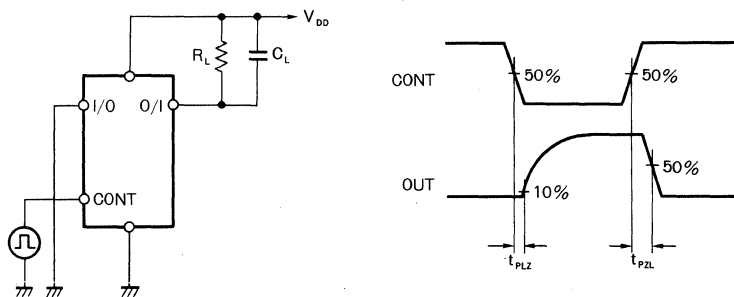 V_DD
R_L
C_L
I/O
O/I
CONT
CONT
50%
50%
OUT
10%
50%
t_PLZ
t_PZL